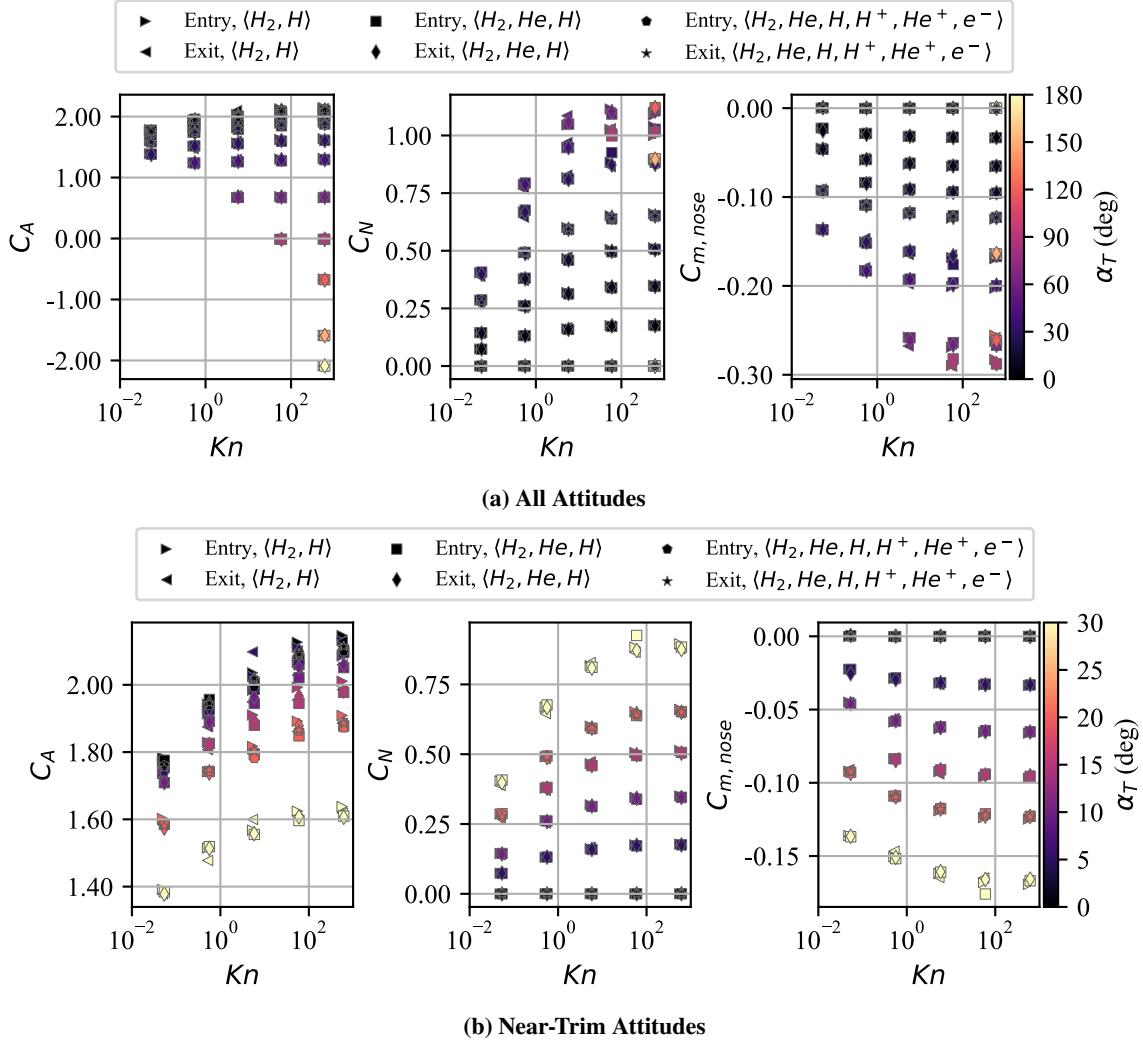 Entry, ⟨H₂, H⟩ Entry, ⟨H₂, He, H⟩ Entry, ⟨H₂, He, H, H⁺, He⁺, e⁻⟩
Exit, ⟨H₂, H⟩ Exit, ⟨H₂, He, H⟩ Exit, ⟨H₂, He, H, H⁺, He⁺, e⁻⟩
C_A
2.00
1.00
0.00
-1.00
-2.00
10⁻² 10⁰ 10²
Kn
C_N
1.00
0.75
0.50
0.25
0.00
10⁻² 10⁰ 10²
Kn
C_m,nose
0.00
-0.10
-0.20
-0.30
10⁻² 10⁰ 10²
Kn
180
150
120
90
60
30
0
α_T (deg)
(a) All Attitudes
Entry, ⟨H₂, H⟩ Entry, ⟨H₂, He, H⟩ Entry, ⟨H₂, He, H, H⁺, He⁺, e⁻⟩
Exit, ⟨H₂, H⟩ Exit, ⟨H₂, He, H⟩ Exit, ⟨H₂, He, H, H⁺, He⁺, e⁻⟩
C_A
2.00
1.80
1.60
1.40
10⁻² 10⁰ 10²
Kn
C_N
0.75
0.50
0.25
0.00
10⁻² 10⁰ 10²
Kn
C_m,nose
0.00
-0.05
-0.10
-0.15
10⁻² 10⁰ 10²
Kn
30
25
20
15
10
5
0
α_T (deg)
(b) Near-Trim Attitudes